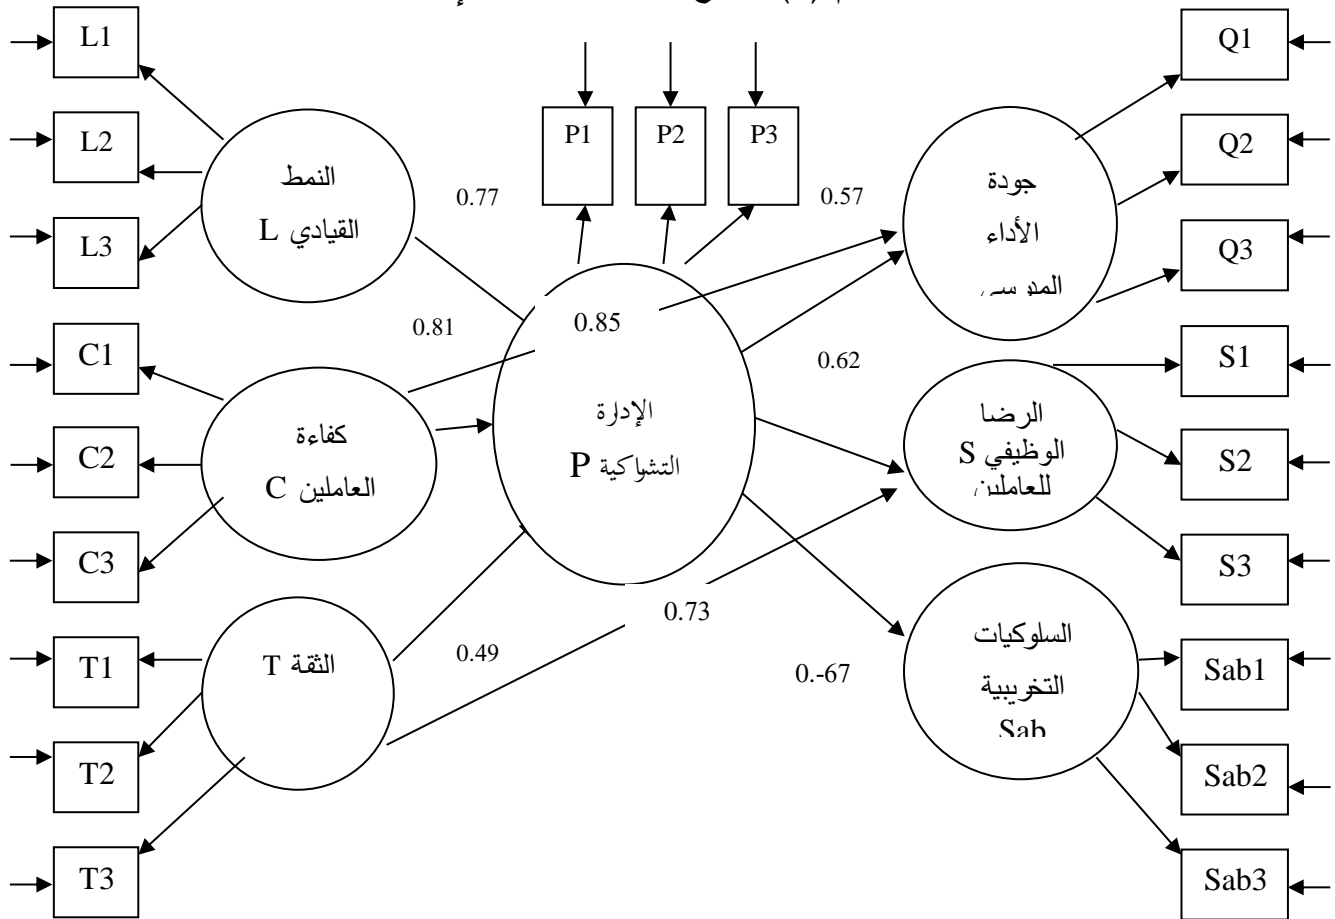 L1
L2
L3
C1
C2
C3
T1
T2
T3
P1
P2
P3
Q1
Q2
Q3
S1
S2
S3
Sab1
Sab2
Sab3
النمط
القيادي L
كفاءة
العاملين C
الثقة T
الإدارة
التشاركية P
جودة
الأداء
الرضا
الوظيفي S
للعاملين
السلوكيات
التخريبية
Sab
0.77
0.81
0.85
0.57
0.62
0.49
0.73
0.-67